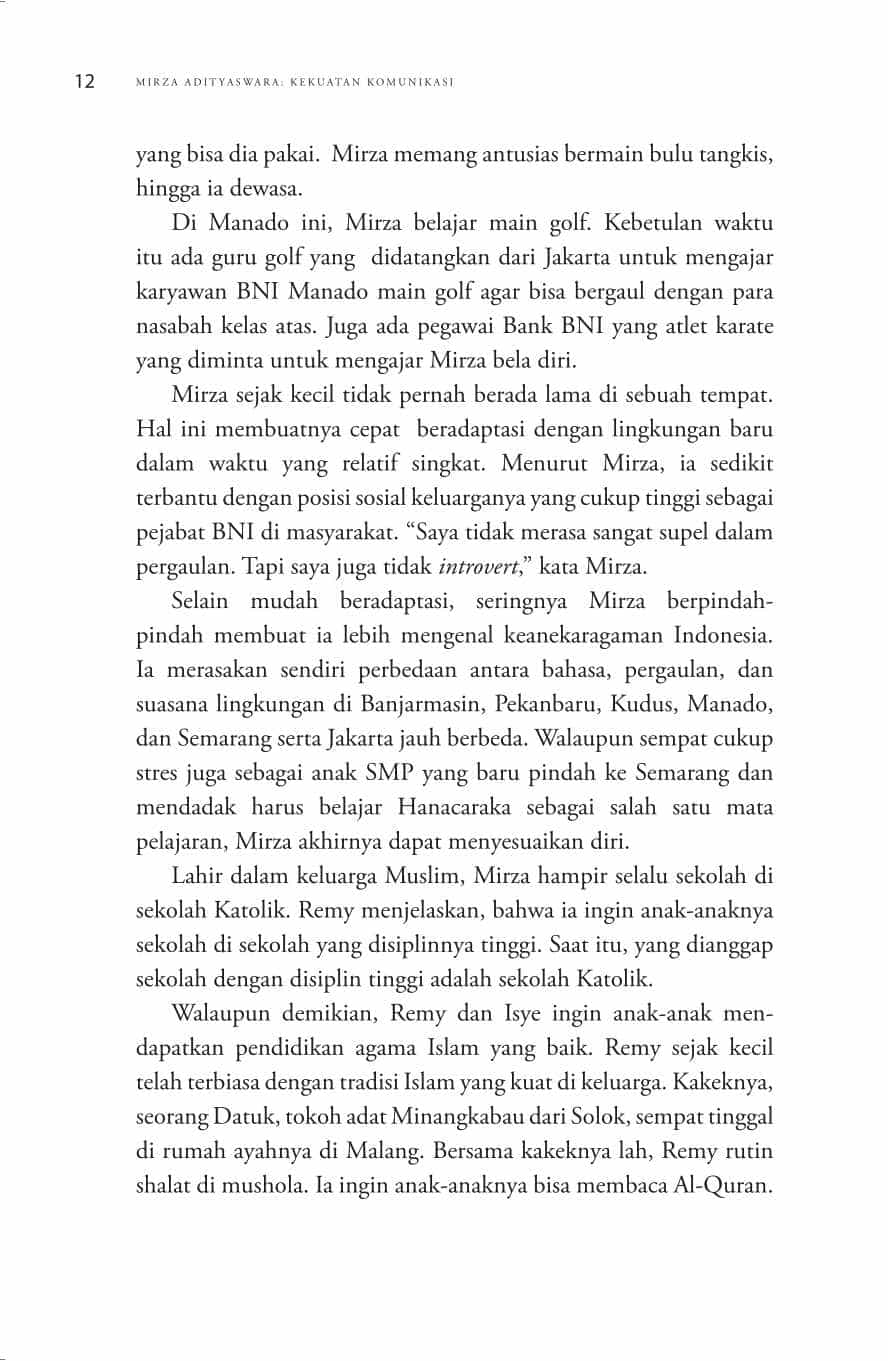 12 MIRZA ADITYASWARA: KEKUATAN KOMUNIKASI
yang bisa dia pakai.  Mirza memang antusias bermain bulu tangkis,
hingga ia dewasa.
Di Manado ini, Mirza belajar main golf. Kebetulan waktu
itu ada guru golf yang  didatangkan dari Jakarta untuk mengajar
karyawan BNI Manado main golf agar bisa bergaul dengan para
nasabah kelas atas. Juga ada pegawai Bank BNI yang atlet karate
yang diminta untuk mengajar Mirza bela diri.
Mirza sejak kecil tidak pernah berada lama di sebuah tempat.
Hal ini membuatnya cepat  beradaptasi dengan lingkungan baru
dalam waktu yang relatif singkat. Menurut Mirza, ia sedikit
terbantu dengan posisi sosial keluarganya yang cukup tinggi sebagai
pejabat BNI di masyarakat. “Saya tidak merasa sangat supel dalam
pergaulan. Tapi saya juga tidak introvert,” kata Mirza.
Selain mudah beradaptasi, seringnya Mirza berpindah-
pindah membuat ia lebih mengenal keanekaragaman Indonesia.
Ia merasakan sendiri perbedaan antara bahasa, pergaulan, dan
suasana lingkungan di Banjarmasin, Pekanbaru, Kudus, Manado,
dan Semarang serta Jakarta jauh berbeda. Walaupun sempat cukup
stres juga sebagai anak SMP yang baru pindah ke Semarang dan
mendadak harus belajar Hanacaraka sebagai salah satu mata
pelajaran, Mirza akhirnya dapat menyesuaikan diri.
Lahir dalam keluarga Muslim, Mirza hampir selalu sekolah di
sekolah Katolik. Remy menjelaskan, bahwa ia ingin anak-anaknya
sekolah di sekolah yang disiplinnya tinggi. Saat itu, yang dianggap
sekolah dengan disiplin tinggi adalah sekolah Katolik.
Walaupun demikian, Remy dan Isye ingin anak-anak men-
dapatkan pendidikan agama Islam yang baik. Remy sejak kecil
telah terbiasa dengan tradisi Islam yang kuat di keluarga. Kakeknya,
seorang Datuk, tokoh adat Minangkabau dari Solok, sempat tinggal
di rumah ayahnya di Malang. Bersama kakeknya lah, Remy rutin
shalat di mushola. Ia ingin anak-anaknya bisa membaca Al-Quran.